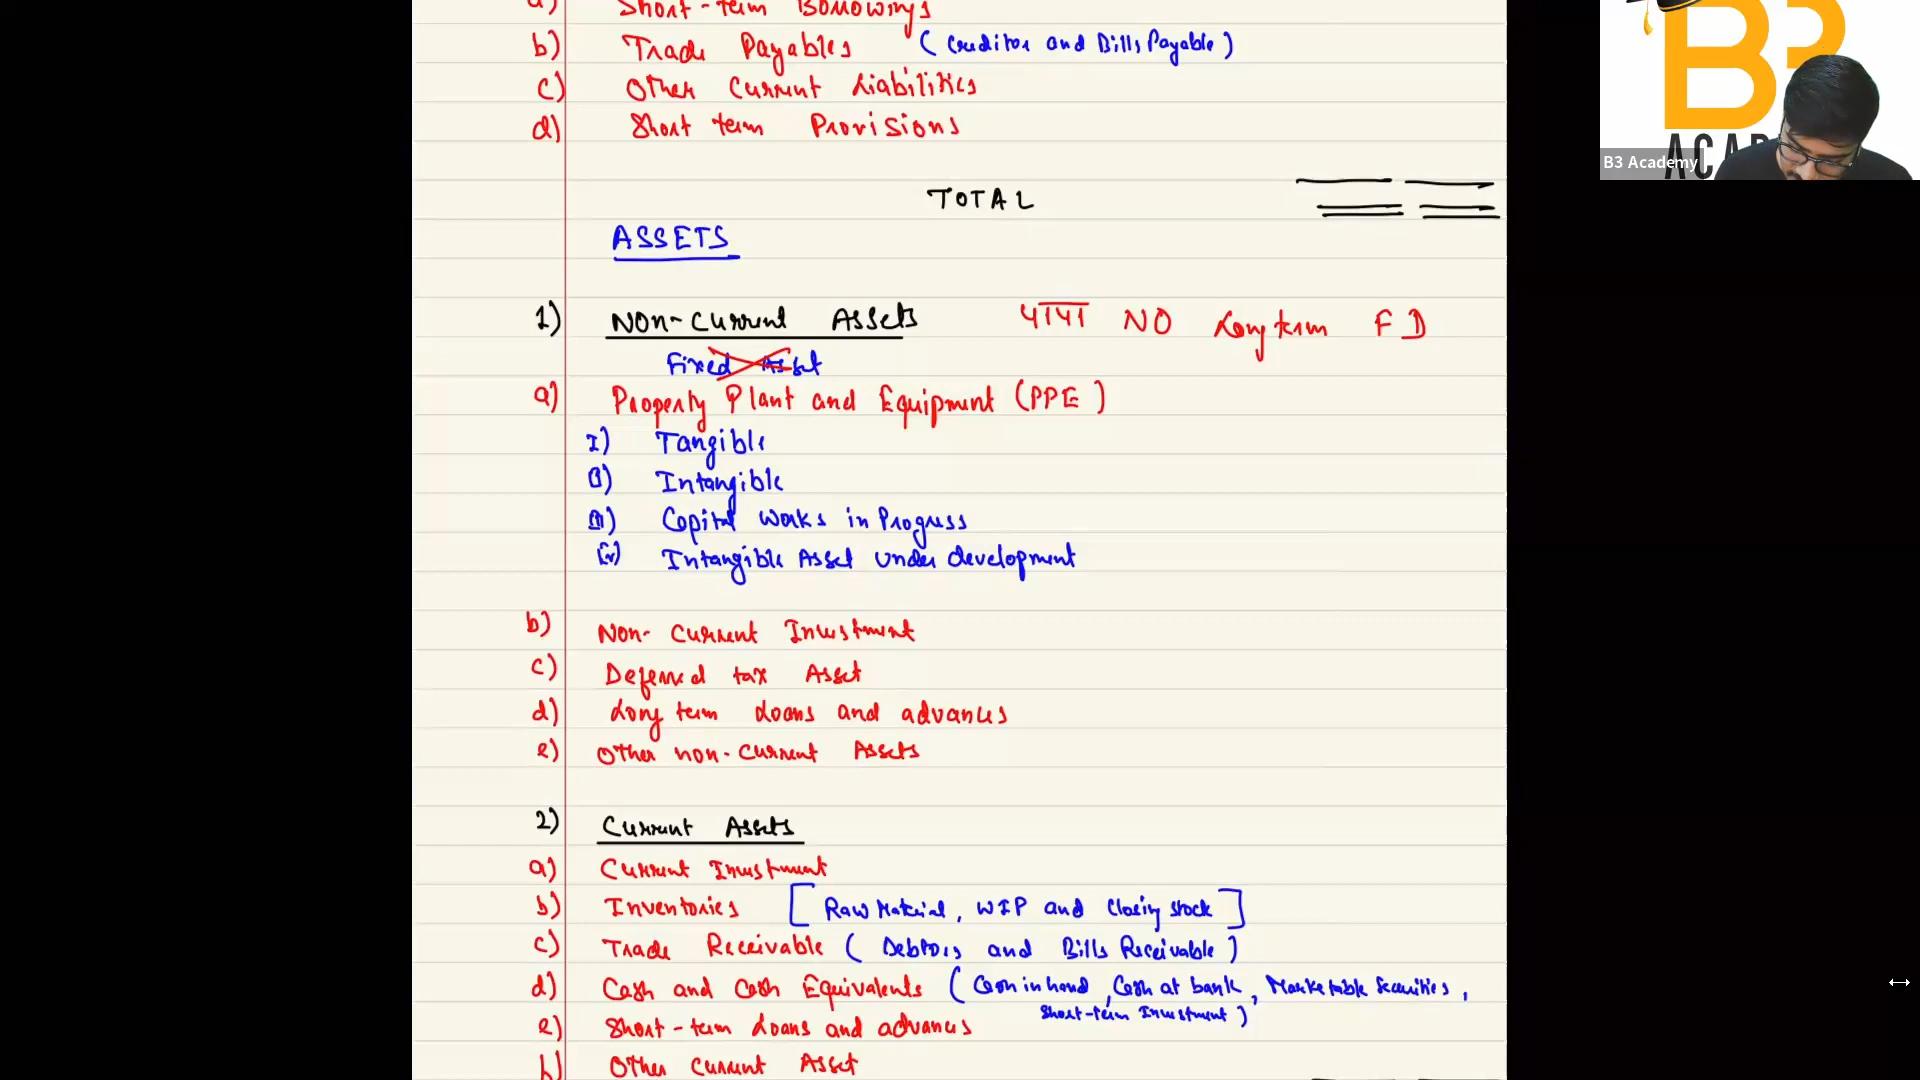 a) Short-term Borrowings
b) Trade Payables (Creditor and Bills Payable)
c) Other Current Liabilities
d) Short term Provisions
TOTAL
ASSETS
1) Non-Current Assets पापा NO Long term F D
Fixed Asset
a) Property Plant and Equipment (PPE)
I) Tangible
II) Intangible
III) Capital Works in Progress
IV) Intangible Asset Under development
b) Non-Current Investment
c) Deferred tax Asset
d) Long term Loans and advances
e) Other non-current Assets
2) Current Assets
a) Current Investment
b) Inventories [Raw Material, WIP and Closing stock]
c) Trade Receivable (Debtors and Bills Receivable)
d) Cash and Cash Equivalents (Cash in hand, Cash at bank, Marketable Securities,
Short-term Investment)
e) Short-term Loans and advances
Other Current Asset
B3
ACAD
B3 Academy